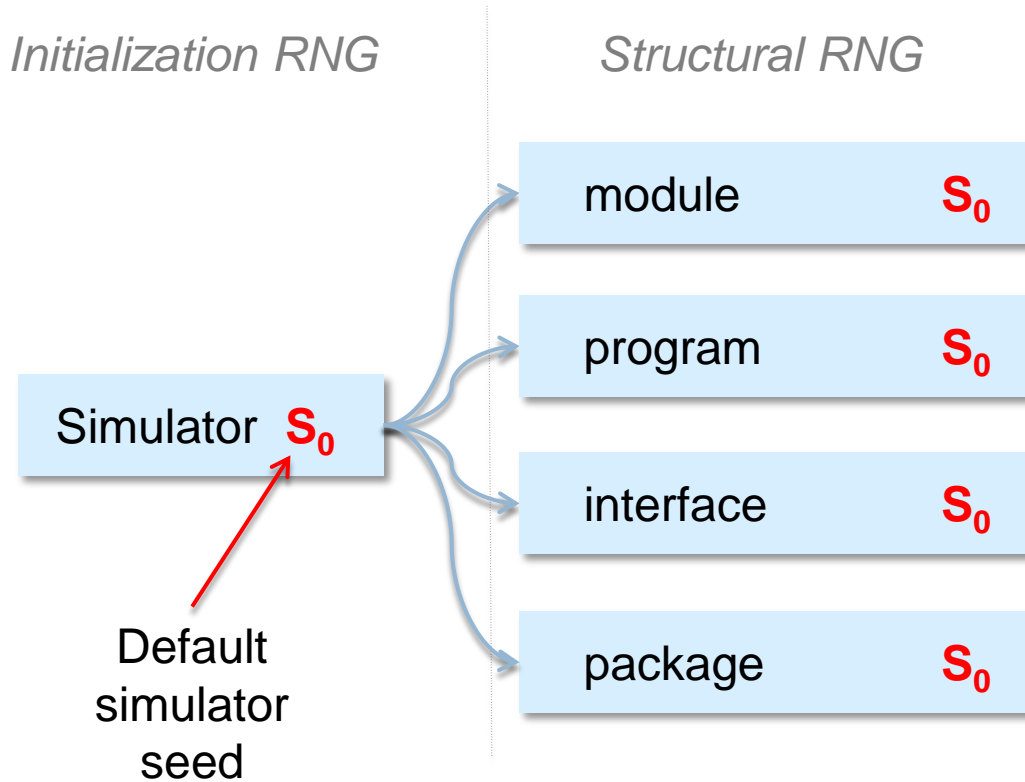 Initialization RNG
Structural RNG
module S₀
program S₀
Simulator S₀
interface S₀
package S₀
Default
simulator
seed